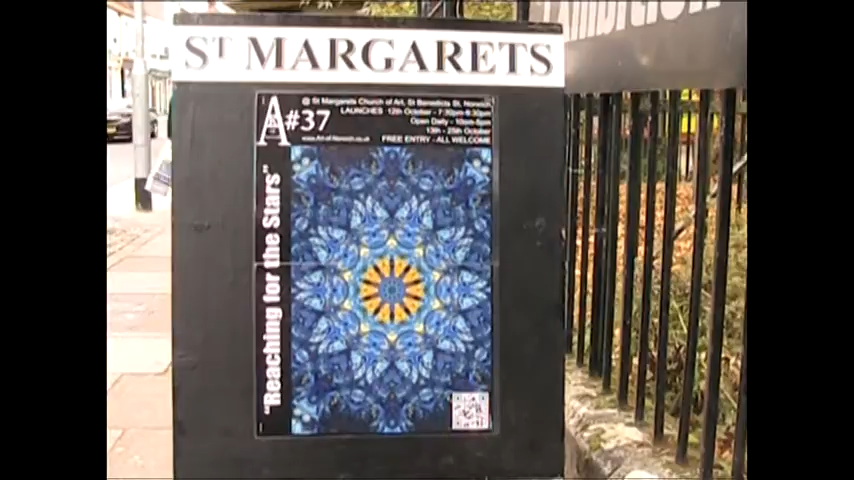 hibition
ST MARGARETS
@ St Margarets Church of Art, St Benedicts St, Norwich
A #37
LAUNCHES 12th October - 7:30pm-9:30pm
Open Daily - 10am-5pm
13th - 25th October
FREE ENTRY - ALL WELCOME
"Reaching for the Stars"